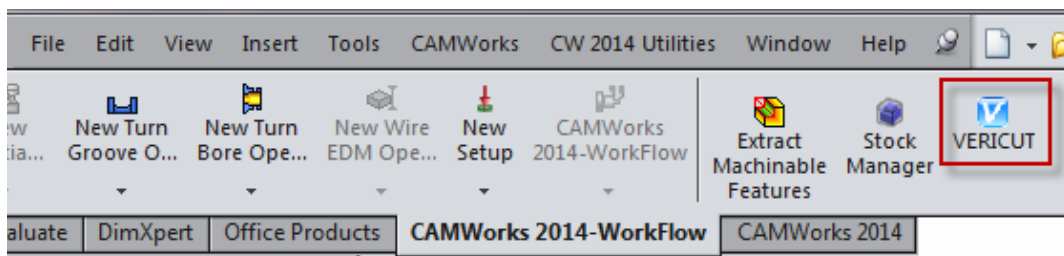 File Edit View Insert Tools CAMWorks CW 2014 Utilities Window Help
New Turn Groove O...
New Turn Bore Ope...
New Wire EDM Ope...
New Setup
CAMWorks 2014-WorkFlow
Extract Machinable Features
Stock Manager
VERICUT
aluate DimXpert Office Products CAMWorks 2014-WorkFlow CAMWorks 2014